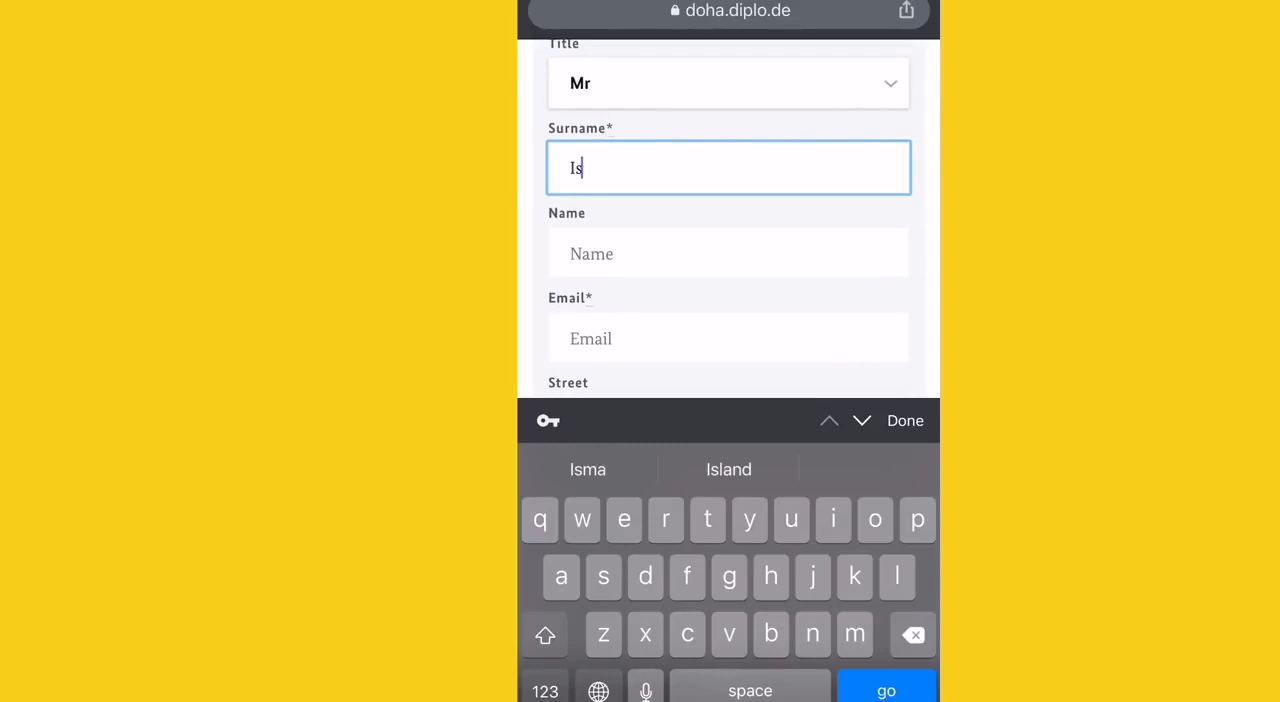 doha.diplo.de
Title
Mr
Surname*
Is
Name
Name
Email*
Email
Street
Done
Isma Island
q w e r t y u i o p
a s d f g h j k l
z x c v b n m
123 space go